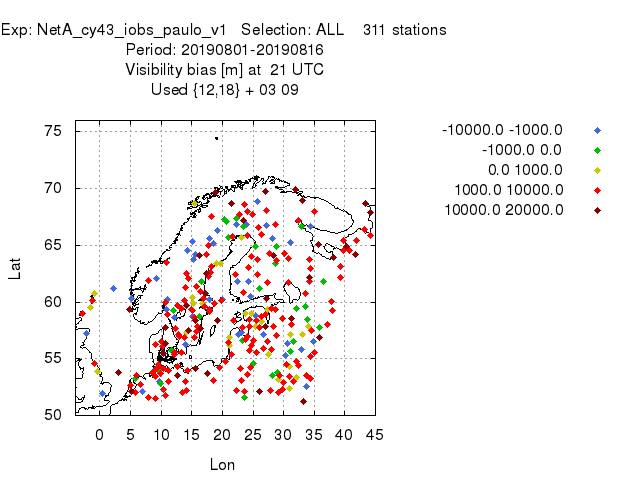 Exp: NetA_cy43_iobs_paulo_v1 Selection: ALL 311 stations
Period: 20190801-20190816
Visibility bias [m] at 21 UTC
Used {12,18} + 03 09
-10000.0 -1000.0
-1000.0 0.0
0.0 1000.0
1000.0 10000.0
10000.0 20000.0
75
70
65
60
55
50
Lat
0 5 10 15 20 25 30 35 40 45
Lon